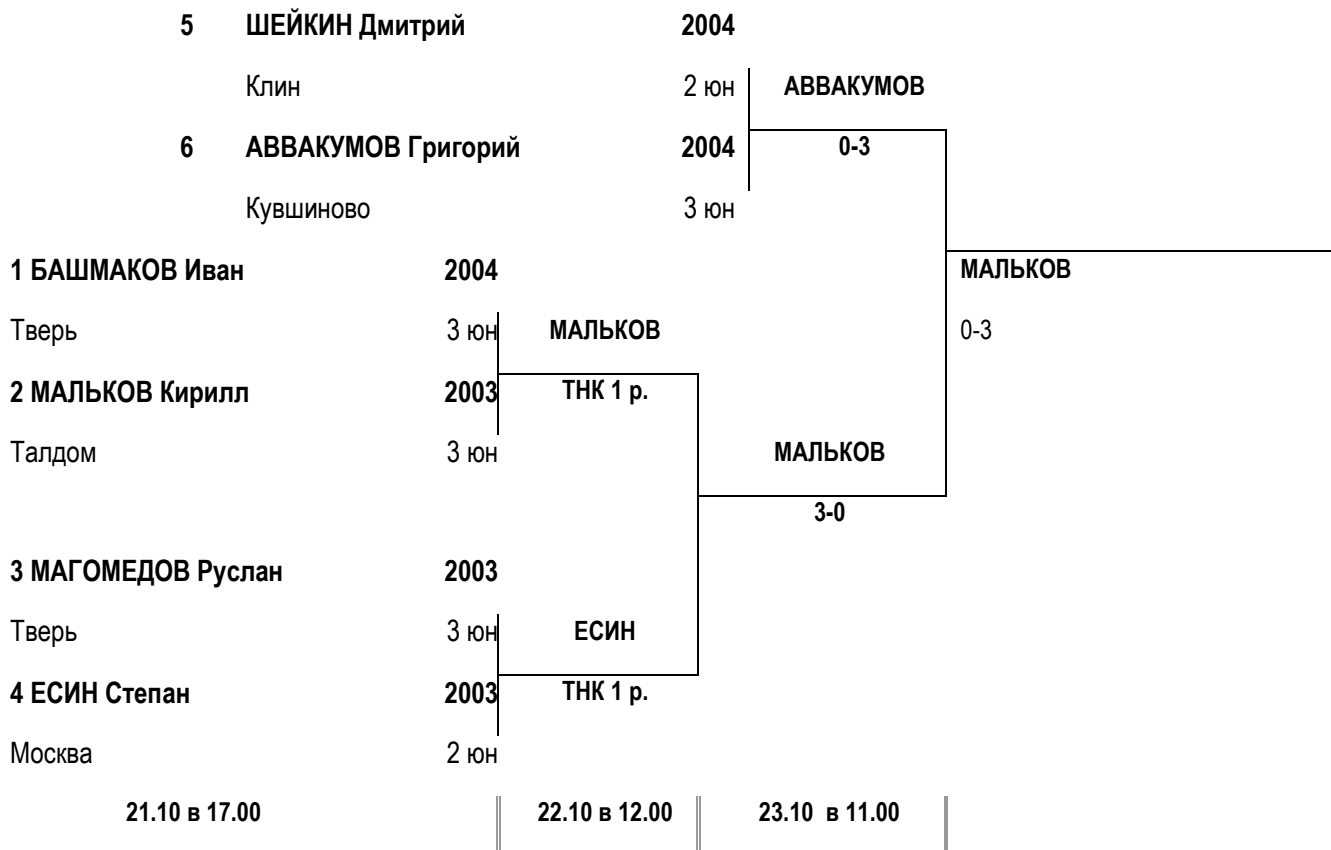 5 ШЕЙКИН Дмитрий 2004
Клин 2 юн АВВАКУМОВ
6 АВВАКУМОВ Григорий 2004 0-3
Кувшиново 3 юн
1 БАШМАКОВ Иван 2004 МАЛЬКОВ
Тверь 3 юн МАЛЬКОВ 0-3
2 МАЛЬКОВ Кирилл 2003 ТНК 1 р.
Талдом 3 юн МАЛЬКОВ
3-0
3 МАГОМЕДОВ Руслан 2003
Тверь 3 юн ЕСИН
4 ЕСИН Степан 2003 ТНК 1 р.
Москва 2 юн
21.10 в 17.00 22.10 в 12.00 23.10 в 11.00